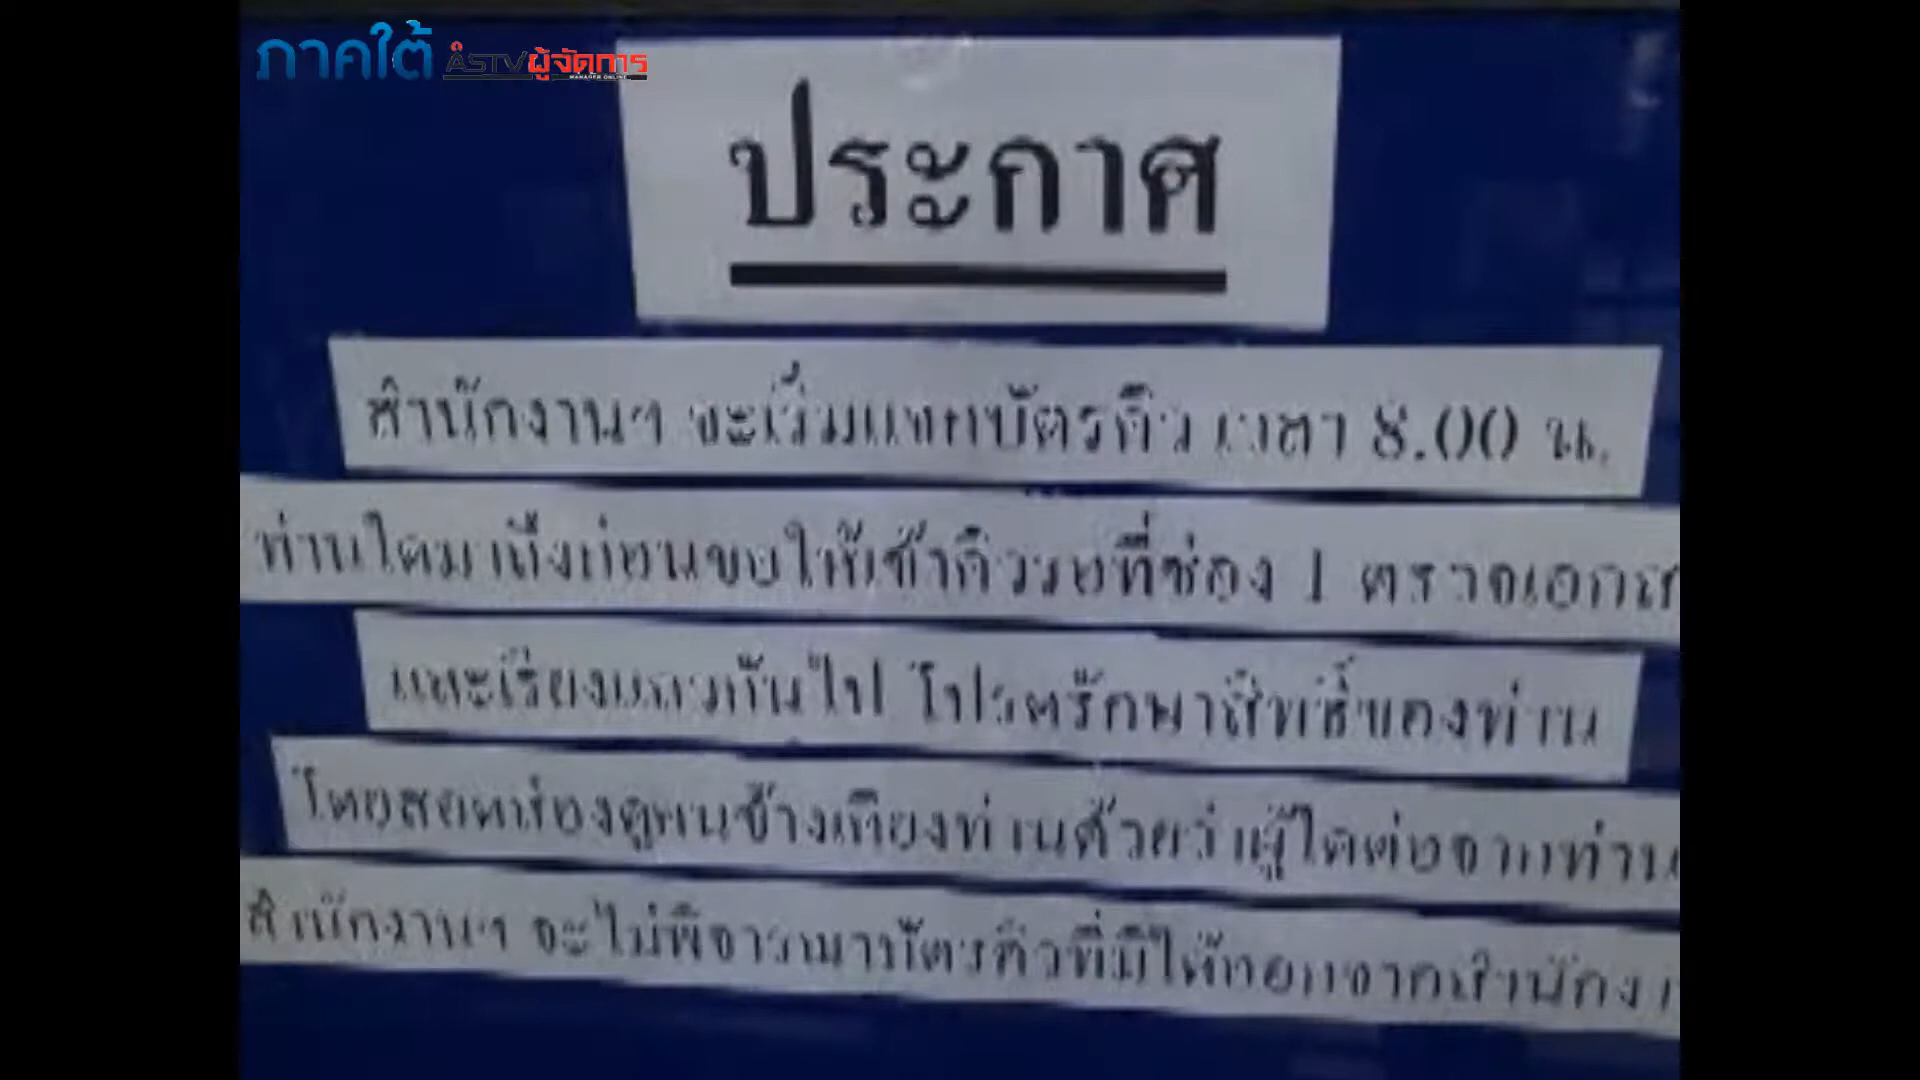 ภาคใต้ ASTVผู้จัดการ
MANAGER ONLINE
ประกาศ
สำนักงานฯ จะเริ่มแจกบัตรคิว เวลา 8.00 น.
ท่านใดมาถึงก่อนขอให้เข้าคิวรอที่ช่อง 1 ตรวจเอกส
และเรียงแถวกันไป โปรดรักษาสิทธิ์ของท่าน
โดยสอดส่องดูคนข้างเคียงท่านด้วยว่าผู้ใดต่อจากท่าน
สำนักงานฯ จะไม่พิจารณาบัตรคิวที่มิได้ออกจากสำนักงา